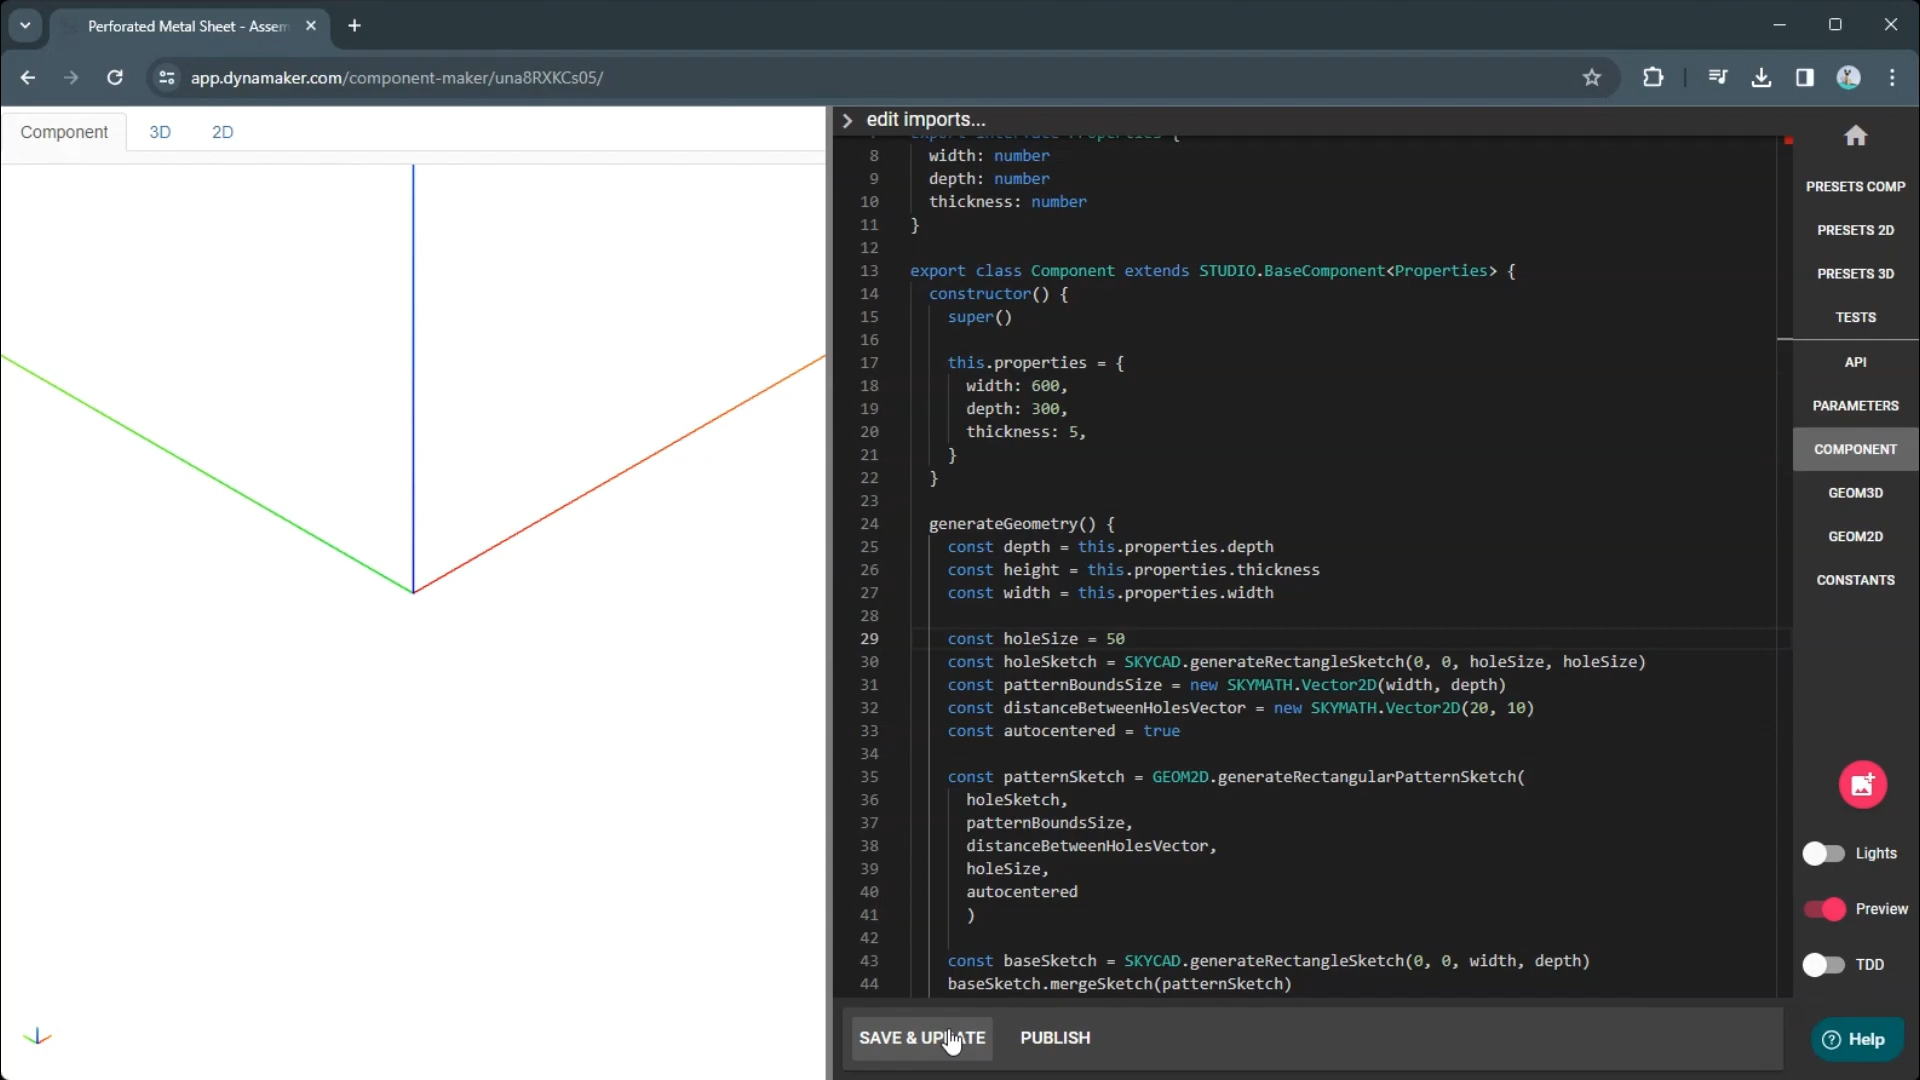 Perforated Metal Sheet - Assem
app.dynamaker.com/component-maker/una8RXKCs05/
Component 3D 2D
edit imports...
export interface Properties {
8 width: number
9 depth: number
10 thickness: number
11 }
12
13 export class Component extends STUDIO.BaseComponent<Properties> {
14 constructor() {
15 super()
16
17 this.properties = {
18 width: 600,
19 depth: 300,
20 thickness: 5,
21 }
22 }
23
24 generateGeometry() {
25 const depth = this.properties.depth
26 const height = this.properties.thickness
27 const width = this.properties.width
28
29 const holeSize = 50
30 const holeSketch = SKYCAD.generateRectangleSketch(0, 0, holeSize, holeSize)
31 const patternBoundsSize = new SKYMATH.Vector2D(width, depth)
32 const distanceBetweenHolesVector = new SKYMATH.Vector2D(20, 10)
33 const autocentered = true
34
35 const patternSketch = GEOM2D.generateRectangularPatternSketch(
36 holeSketch,
37 patternBoundsSize,
38 distanceBetweenHolesVector,
39 holeSize,
40 autocentered
41 )
42
43 const baseSketch = SKYCAD.generateRectangleSketch(0, 0, width, depth)
44 baseSketch.mergeSketch(patternSketch)
SAVE & UPDATE PUBLISH
PRESETS COMP
PRESETS 2D
PRESETS 3D
TESTS
API
PARAMETERS
COMPONENT
GEOM3D
GEOM2D
CONSTANTS
Lights
Preview
TDD
Help